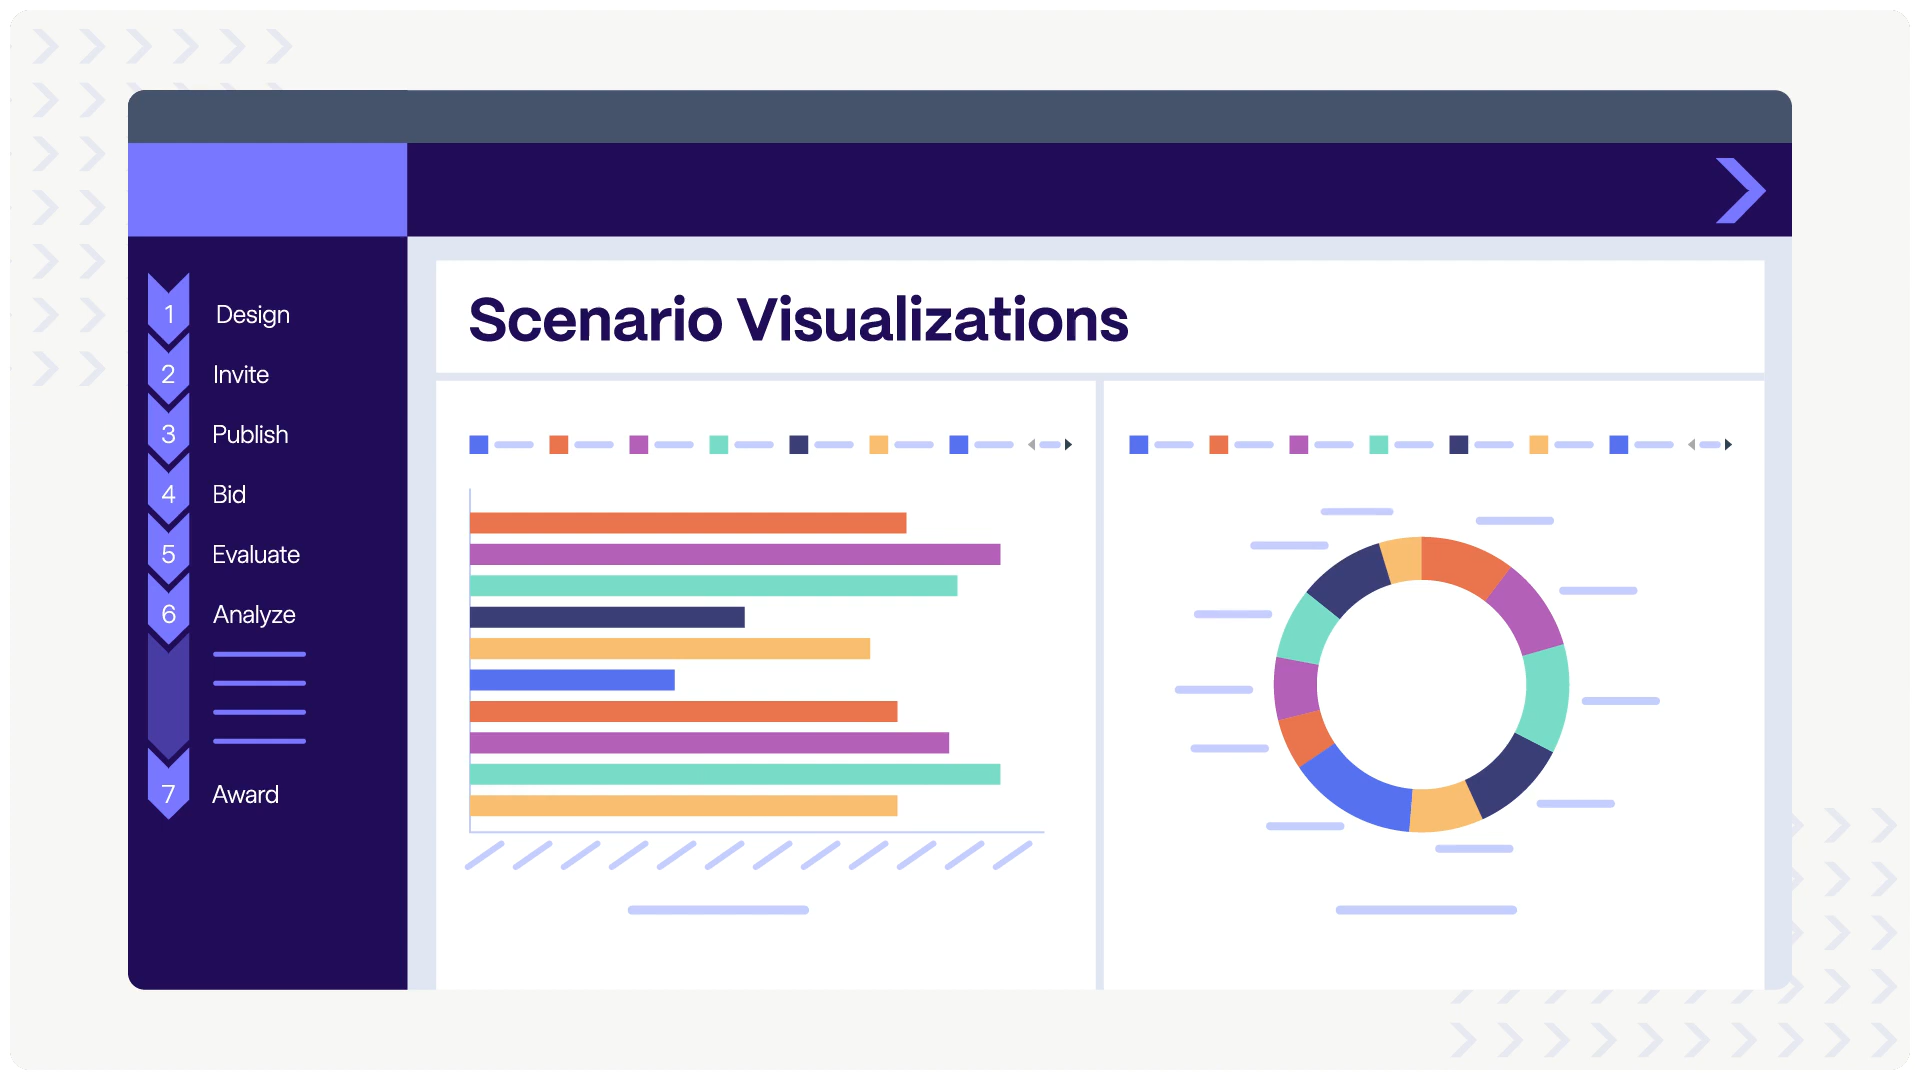 Scenario Visualizations
1 Design
2 Invite
3 Publish
4 Bid
5 Evaluate
6 Analyze
7 Award